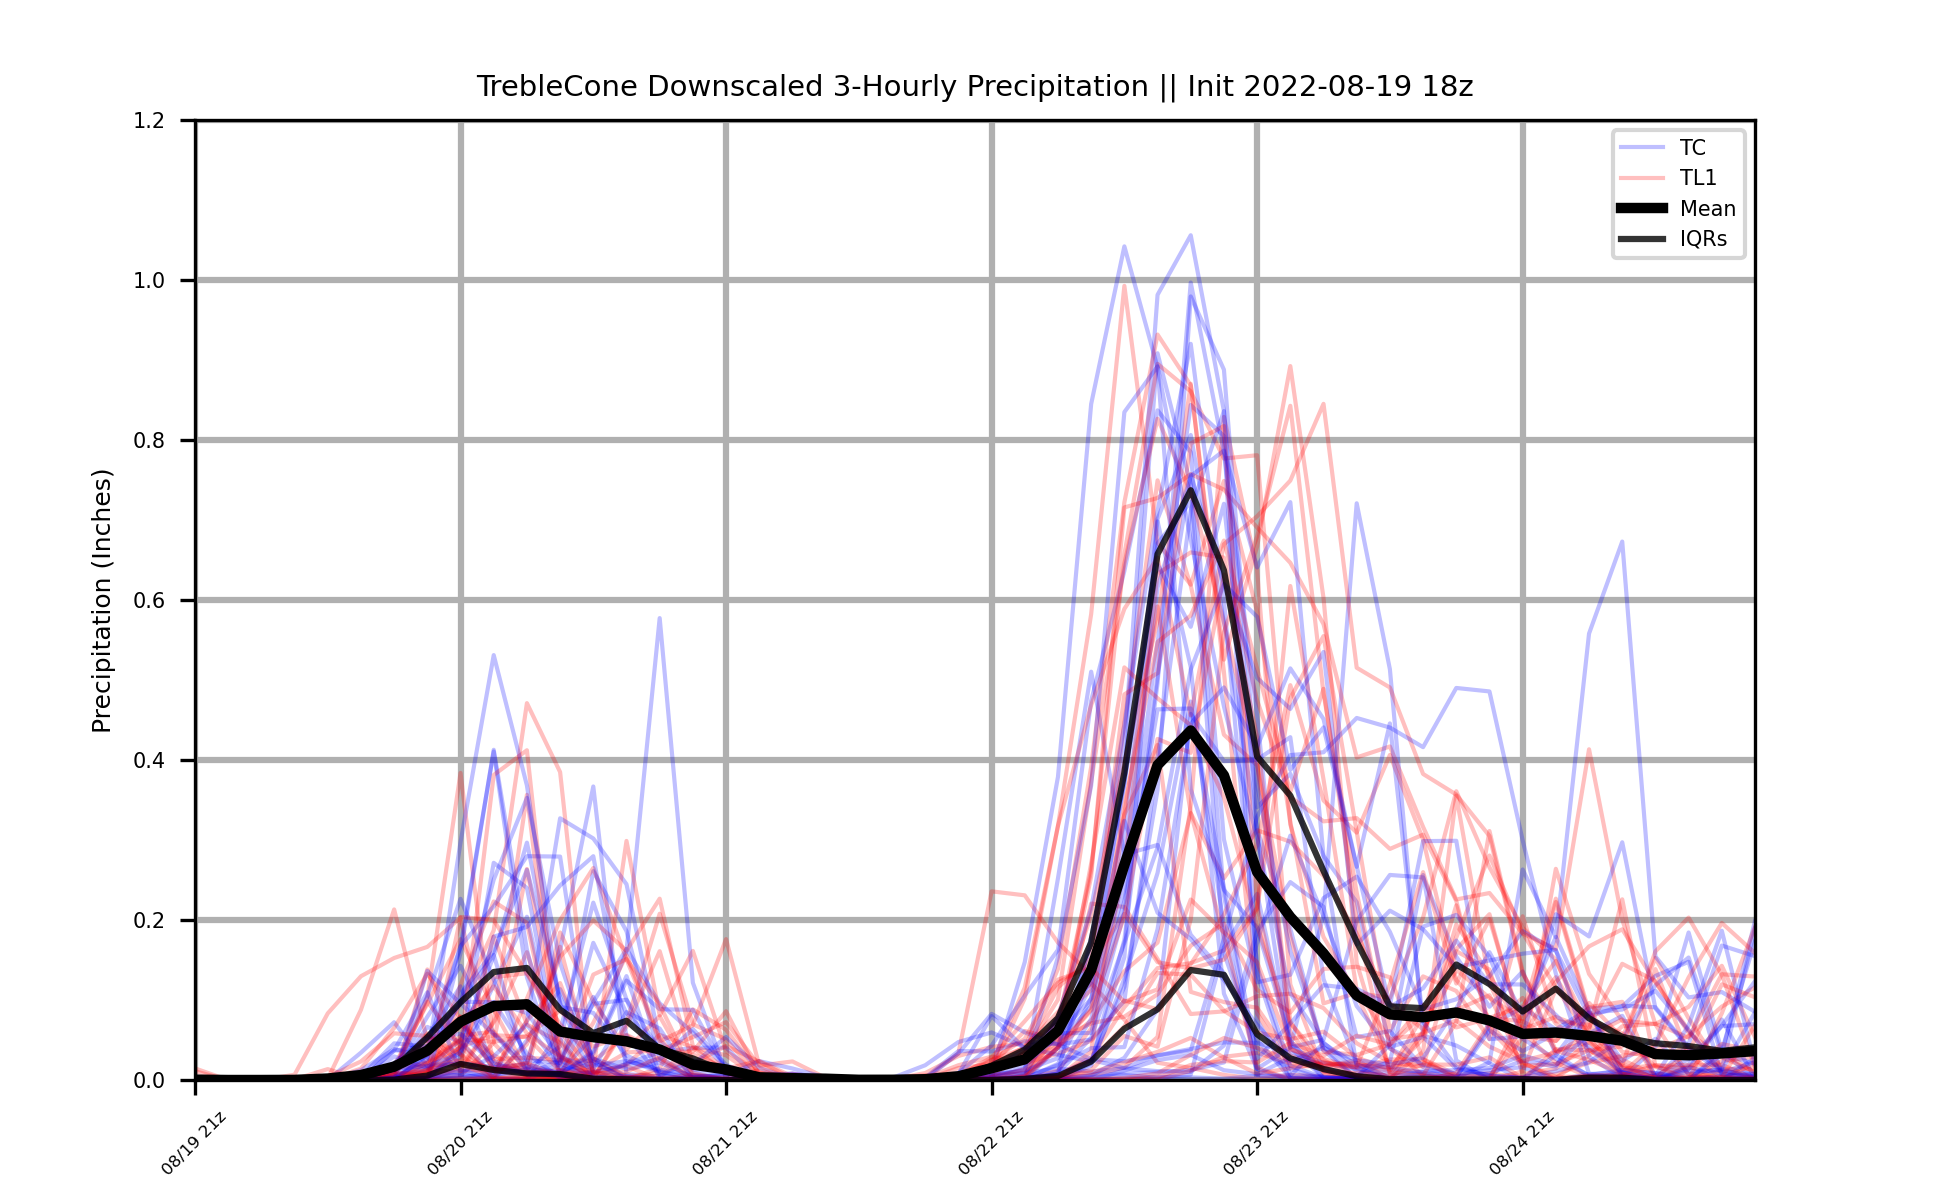 TrebleCone Downscaled 3-Hourly Precipitation || Init 2022-08-19 18z
1.2
1.0
0.8
0.6
0.4
0.2
0.0
Precipitation (Inches)
TC
TL1
Mean
IQRs
08/19 21z
08/20 21z
08/21 21z
08/22 21z
08/23 21z
08/24 21z